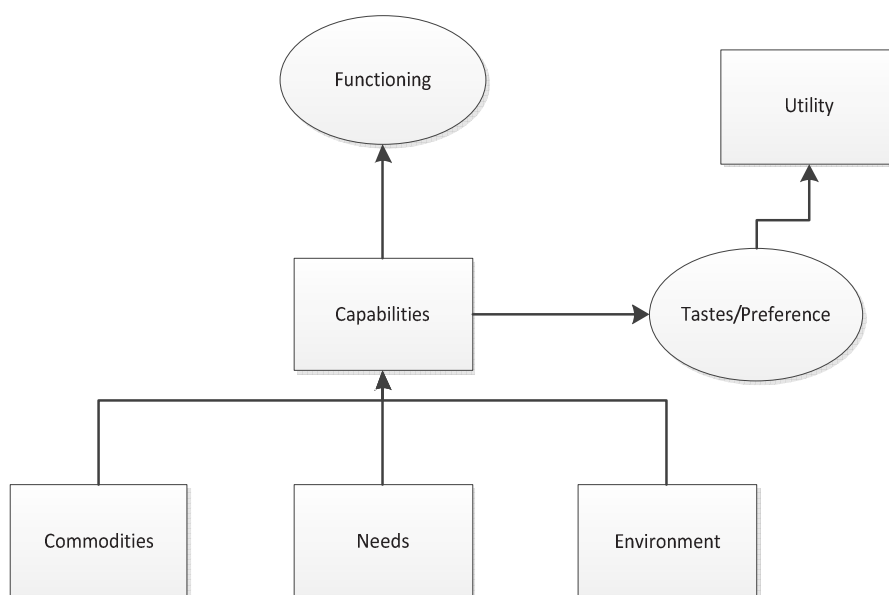 Functioning
Utility
Capabilities
Tastes/Preference
Commodities
Needs
Environment